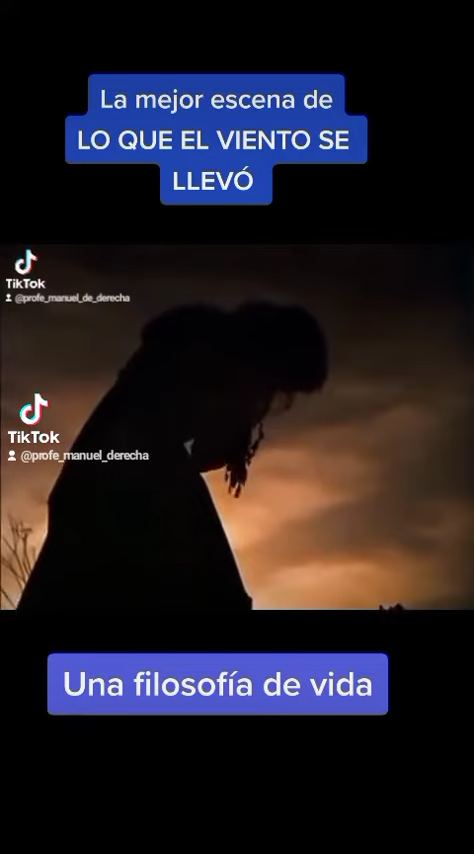 La mejor escena de
LO QUE EL VIENTO SE
LLEVÓ
TikTok
@profe_manuel_de_derecha
TikTok
@profe_manuel_derecha
Una filosofía de vida